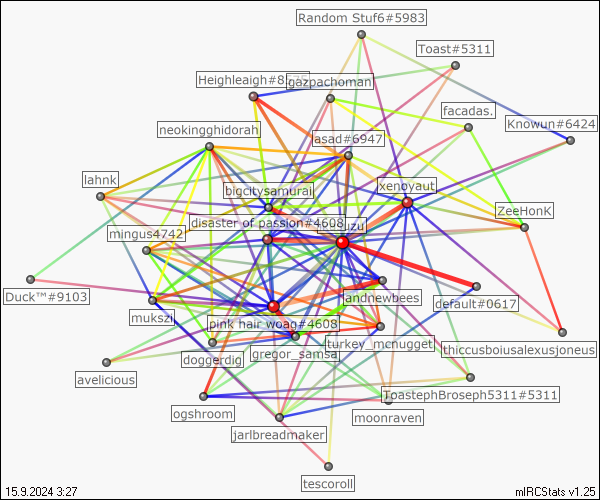 Random Stuf6#5983
Toast#5311
Heighleaigh#8
gazpachoman
facadas.
Knowun#6424
neokingghidorah
asad#6947
lahnk
bigcitysamurai
xenoyaut
ZeeHonK
disaster of passion#4608
mingus4742
Duck™#9103
mukszi
landnewbees
default#0617
pink hair woag#4608
turkey_mcnugget
thiccusboiusalexusjoneus
doggerdig
gregor_samsa
avelicious
ToastephBroseph5311#5311
ogshroom
moonraven
jarlbreadmaker
tescoroll
15.9.2024 3:27
mIRCStats v1.25